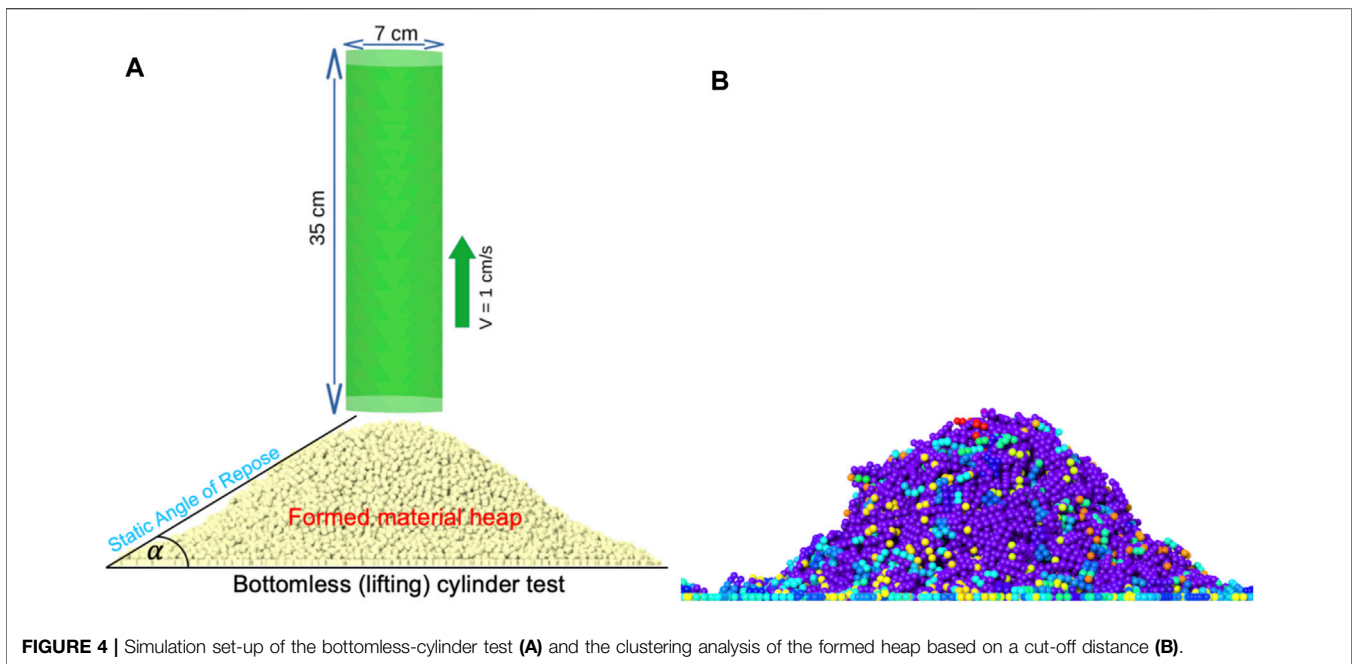 A
7 cm
35 cm
V = 1 cm/s
Static Angle of Repose
α
Formed material heap
Bottomless (lifting) cylinder test
B
FIGURE 4 | Simulation set-up of the bottomless-cylinder test (A) and the clustering analysis of the formed heap based on a cut-off distance (B).